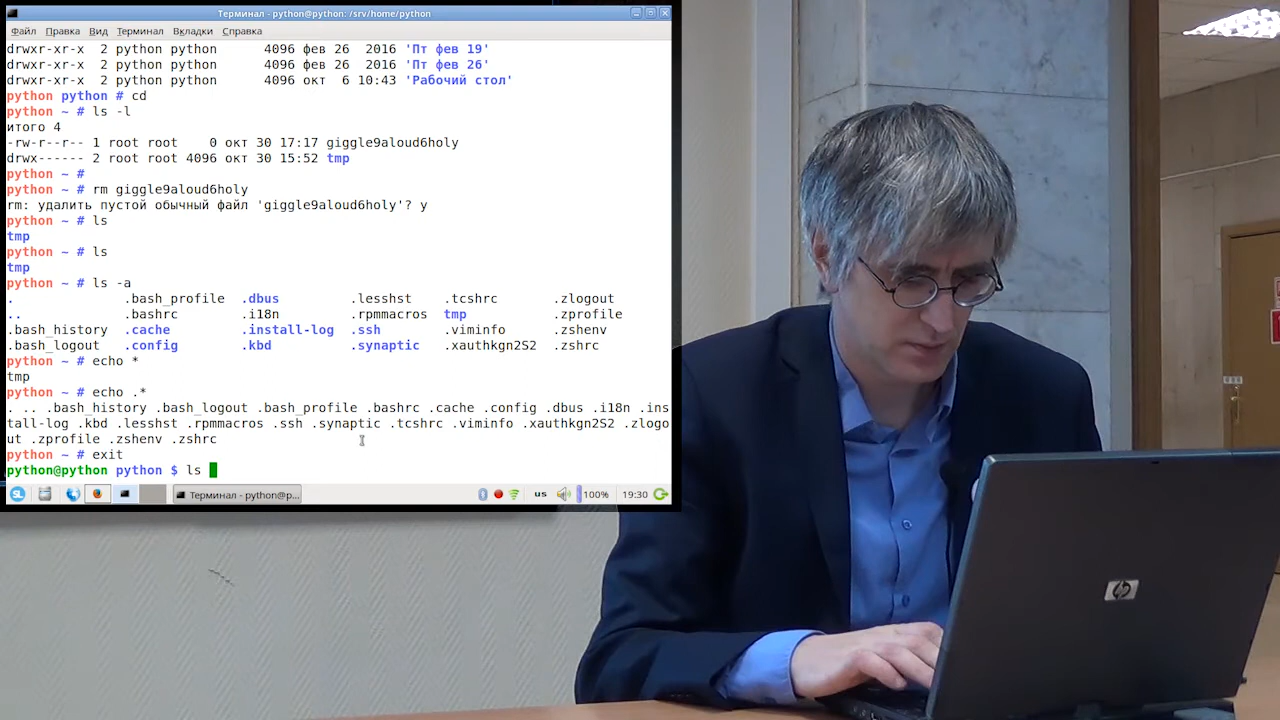 Терминал - python@python: /srv/home/python
Файл Правка Вид Терминал Вкладки Справка
drwxr-xr-x 2 python python 4096 фев 26 2016 'Пт фев 19'
drwxr-xr-x 2 python python 4096 фев 26 2016 'Пт фев 26'
drwxr-xr-x 2 python python 4096 окт 6 10:43 'Рабочий стол'
python python # cd
python ~ # ls -l
итого 4
-rw-r--r-- 1 root root 0 окт 30 17:17 giggle9aloud6holy
drwx------ 2 root root 4096 окт 30 15:52 tmp
python ~ #
python ~ # rm giggle9aloud6holy
rm: удалить пустой обычный файл 'giggle9aloud6holy'? y
python ~ # ls
tmp
python ~ # ls
tmp
python ~ # ls -a
. .bash_profile .dbus .lesshst .tcshrc .zlogout
.. .bashrc .i18n .rpmmacros tmp .zprofile
.bash_history .cache .install-log .ssh .viminfo .zshenv
.bash_logout .config .kbd .synaptic .xauthkgn2S2 .zshrc
python ~ # echo *
tmp
python ~ # echo .*
. .. .bash_history .bash_logout .bash_profile .bashrc .cache .config .dbus .i18n .ins
tall-log .kbd .lesshst .rpmmacros .ssh .synaptic .tcshrc .viminfo .xauthkgn2S2 .zlogo
ut .zprofile .zshenv .zshrc
python ~ # exit
python@python python $ ls
Терминал - python@p... us 100% 19:30
hp